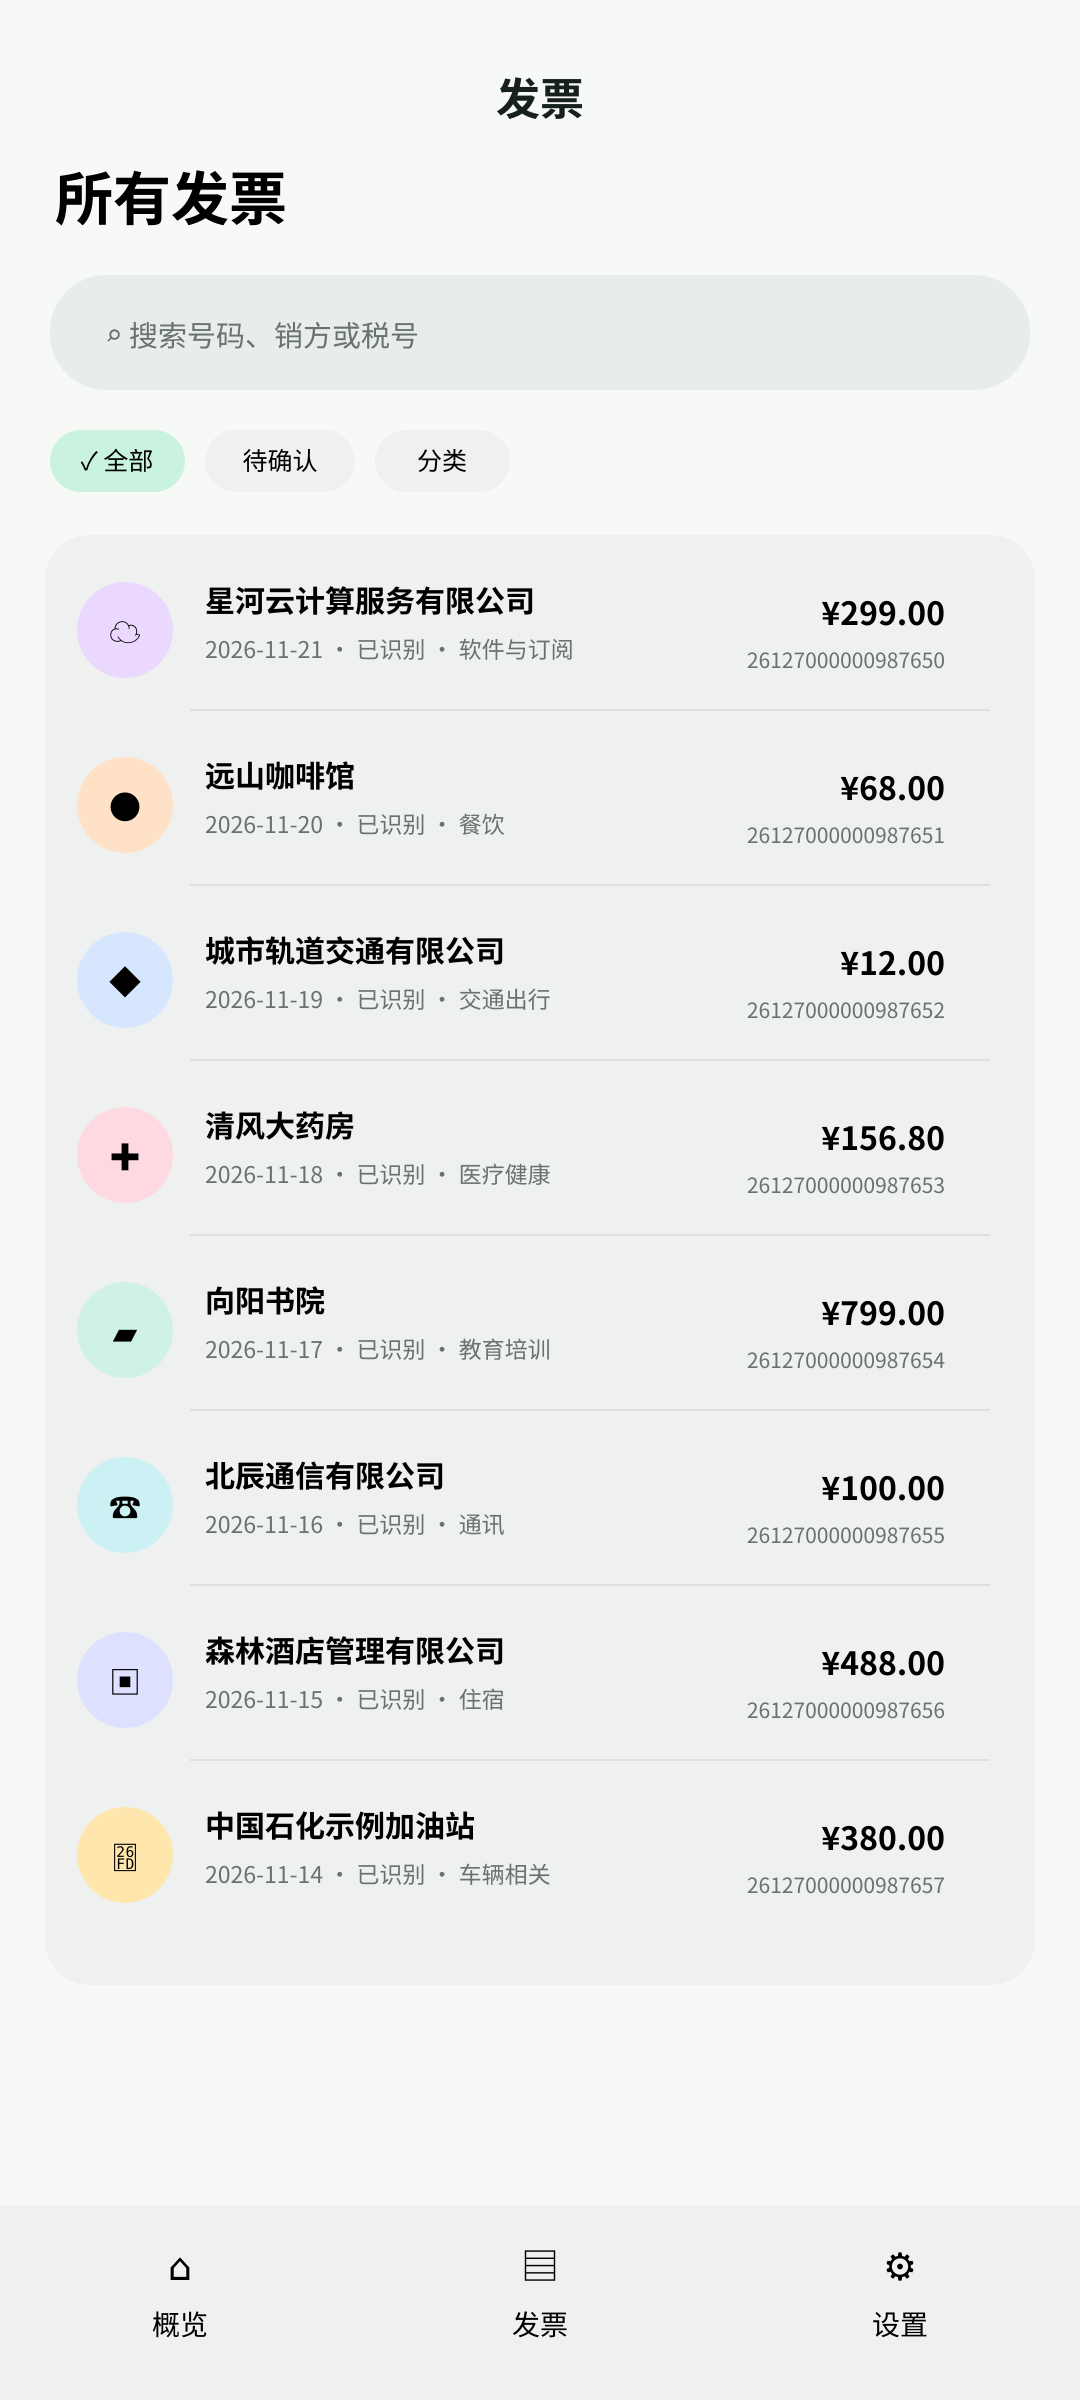 发票
所有发票
⌕ 搜索号码、销方或税号
✓ 全部
待确认
分类
星河云计算服务有限公司
¥299.00
2026-11-21 · 已识别 · 软件与订阅
26127000000987650
远山咖啡馆
¥68.00
2026-11-20 · 已识别 · 餐饮
26127000000987651
城市轨道交通有限公司
¥12.00
2026-11-19 · 已识别 · 交通出行
26127000000987652
清风大药房
¥156.80
2026-11-18 · 已识别 · 医疗健康
26127000000987653
向阳书院
¥799.00
2026-11-17 · 已识别 · 教育培训
26127000000987654
北辰通信有限公司
¥100.00
2026-11-16 · 已识别 · 通讯
26127000000987655
森林酒店管理有限公司
¥488.00
2026-11-15 · 已识别 · 住宿
26127000000987656
中国石化示例加油站
¥380.00
2026-11-14 · 已识别 · 车辆相关
26127000000987657
概览
发票
设置